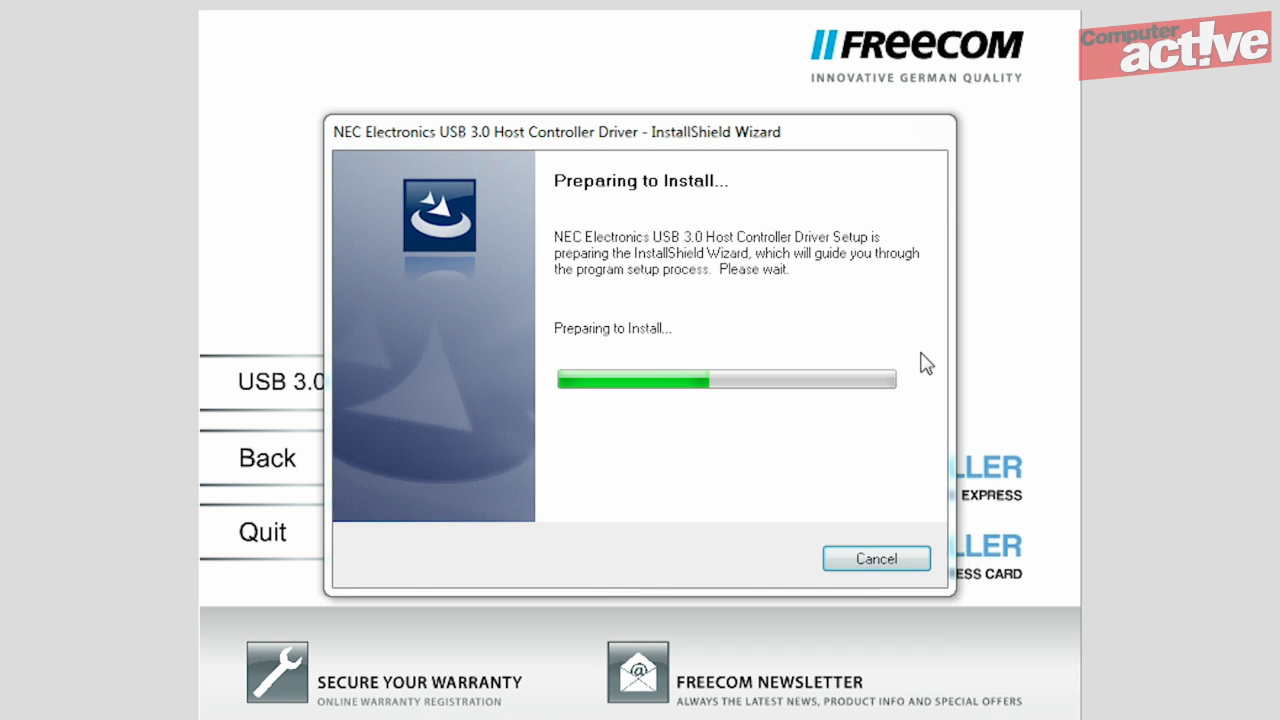 FREECOM
INNOVATIVE GERMAN QUALITY
Computer
act!ve
NEC Electronics USB 3.0 Host Controller Driver - InstallShield Wizard
Preparing to Install...
NEC Electronics USB 3.0 Host Controller Driver Setup is
preparing the InstallShield Wizard, which will guide you through
the program setup process. Please wait.
Preparing to Install...
Cancel
USB 3.0
Back
Quit
LLER
EXPRESS
LLER
ESS CARD
SECURE YOUR WARRANTY
ONLINE WARRANTY REGISTRATION
@
FREECOM NEWSLETTER
ALWAYS THE LATEST NEWS, PRODUCT INFO AND SPECIAL OFFERS